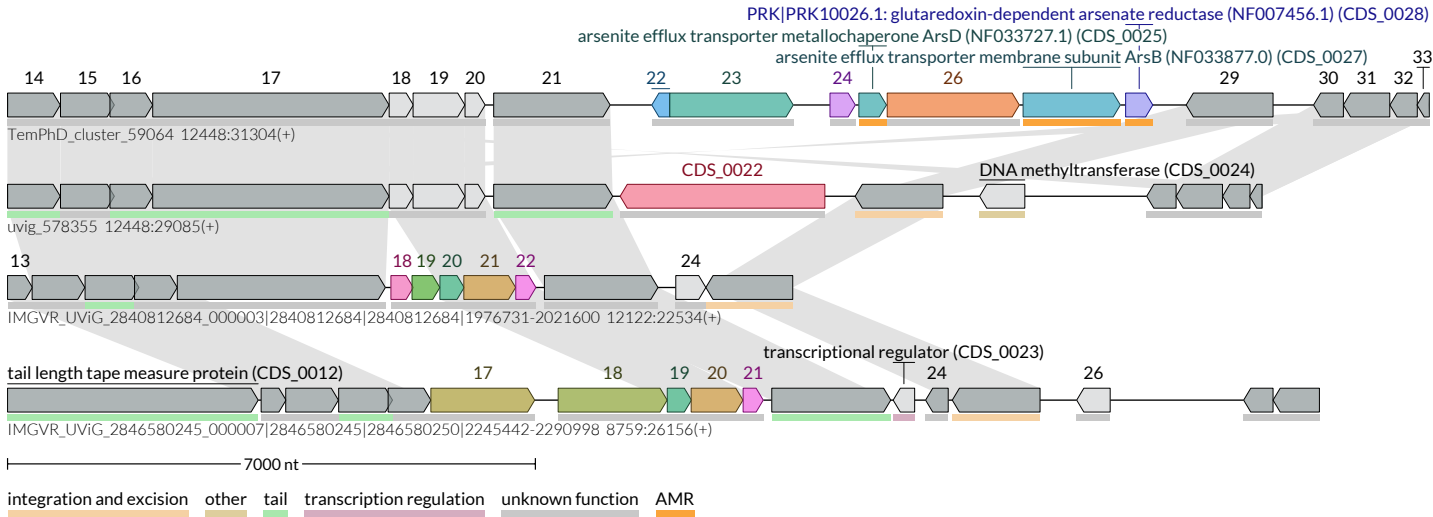 PRK|PRK10026.1: glutaredoxin-dependent arsenate reductase (NF007456.1) (CDS_0028)
arsenite efflux transporter metallochaperone ArsD (NF033727.1) (CDS_0025)
arsenite efflux transporter membrane subunit ArsB (NF033877.0) (CDS_0027)
14 15 16 17 18 19 20 21 22 23 24 26 29 30 31 32 33
TemPhD_cluster_59064 12448:31304(+)
CDS_0022 DNA methyltransferase (CDS_0024)
uvig_578355 12448:29085(+)
13 18 19 20 21 22 24
IMGVR_UViG_2840812684_000003|2840812684|2840812684|1976731-2021600 12122:22534(+)
transcriptional regulator (CDS_0023)
tail length tape measure protein (CDS_0012) 17 18 19 20 21 24 26
IMGVR_UViG_2846580245_000007|2846580245|2846580250|2245442-2290998 8759:26156(+)
7000 nt
integration and excision other tail transcription regulation unknown function AMR